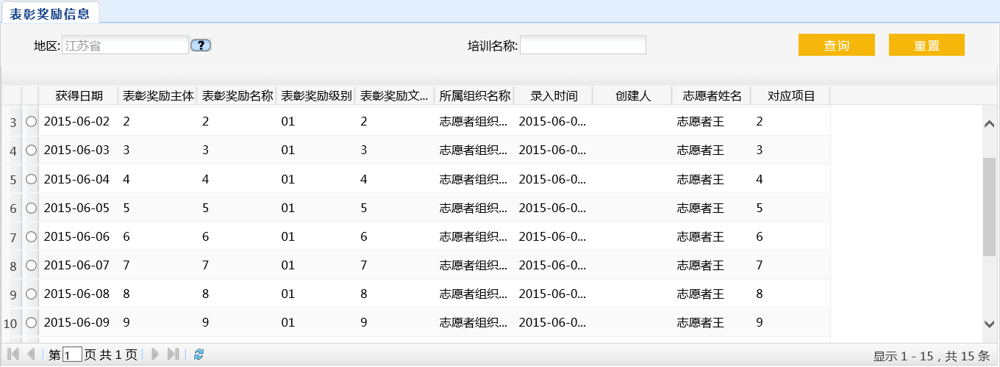 表彰奖励信息
地区: 江苏省 ? 培训名称: 查询 重置
获得日期 表彰奖励主体 表彰奖励名称 表彰奖励级别 表彰奖励文... 所属组织名称 录入时间 创建人 志愿者姓名 对应项目
3 2015-06-02 2 2 01 2 志愿者组织... 2015-06-0... 志愿者王 2
4 2015-06-03 3 3 01 3 志愿者组织... 2015-06-0... 志愿者王 3
5 2015-06-04 4 4 01 4 志愿者组织... 2015-06-0... 志愿者王 4
6 2015-06-05 5 5 01 5 志愿者组织... 2015-06-0... 志愿者王 5
7 2015-06-06 6 6 01 6 志愿者组织... 2015-06-0... 志愿者王 6
8 2015-06-07 7 7 01 7 志愿者组织... 2015-06-0... 志愿者王 7
9 2015-06-08 8 8 01 8 志愿者组织... 2015-06-0... 志愿者王 8
10 2015-06-09 9 9 01 9 志愿者组织... 2015-06-0... 志愿者王 9
第 1 页 共 1 页 显示 1 - 15，共 15 条